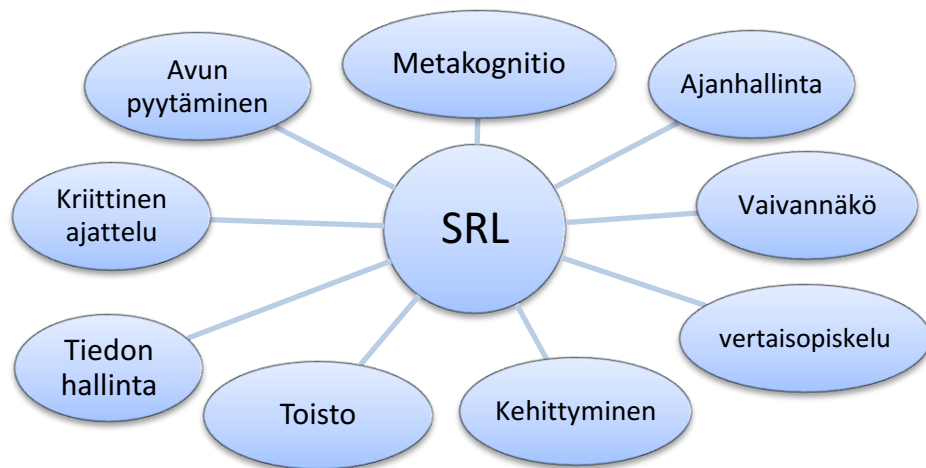 Avun
pyytäminen
Metakognitio
Ajanhallinta
Kriittinen
ajattelu
SRL
Vaivannäkö
Tiedon
hallinta
vertaisopiskelu
Toisto
Kehittyminen